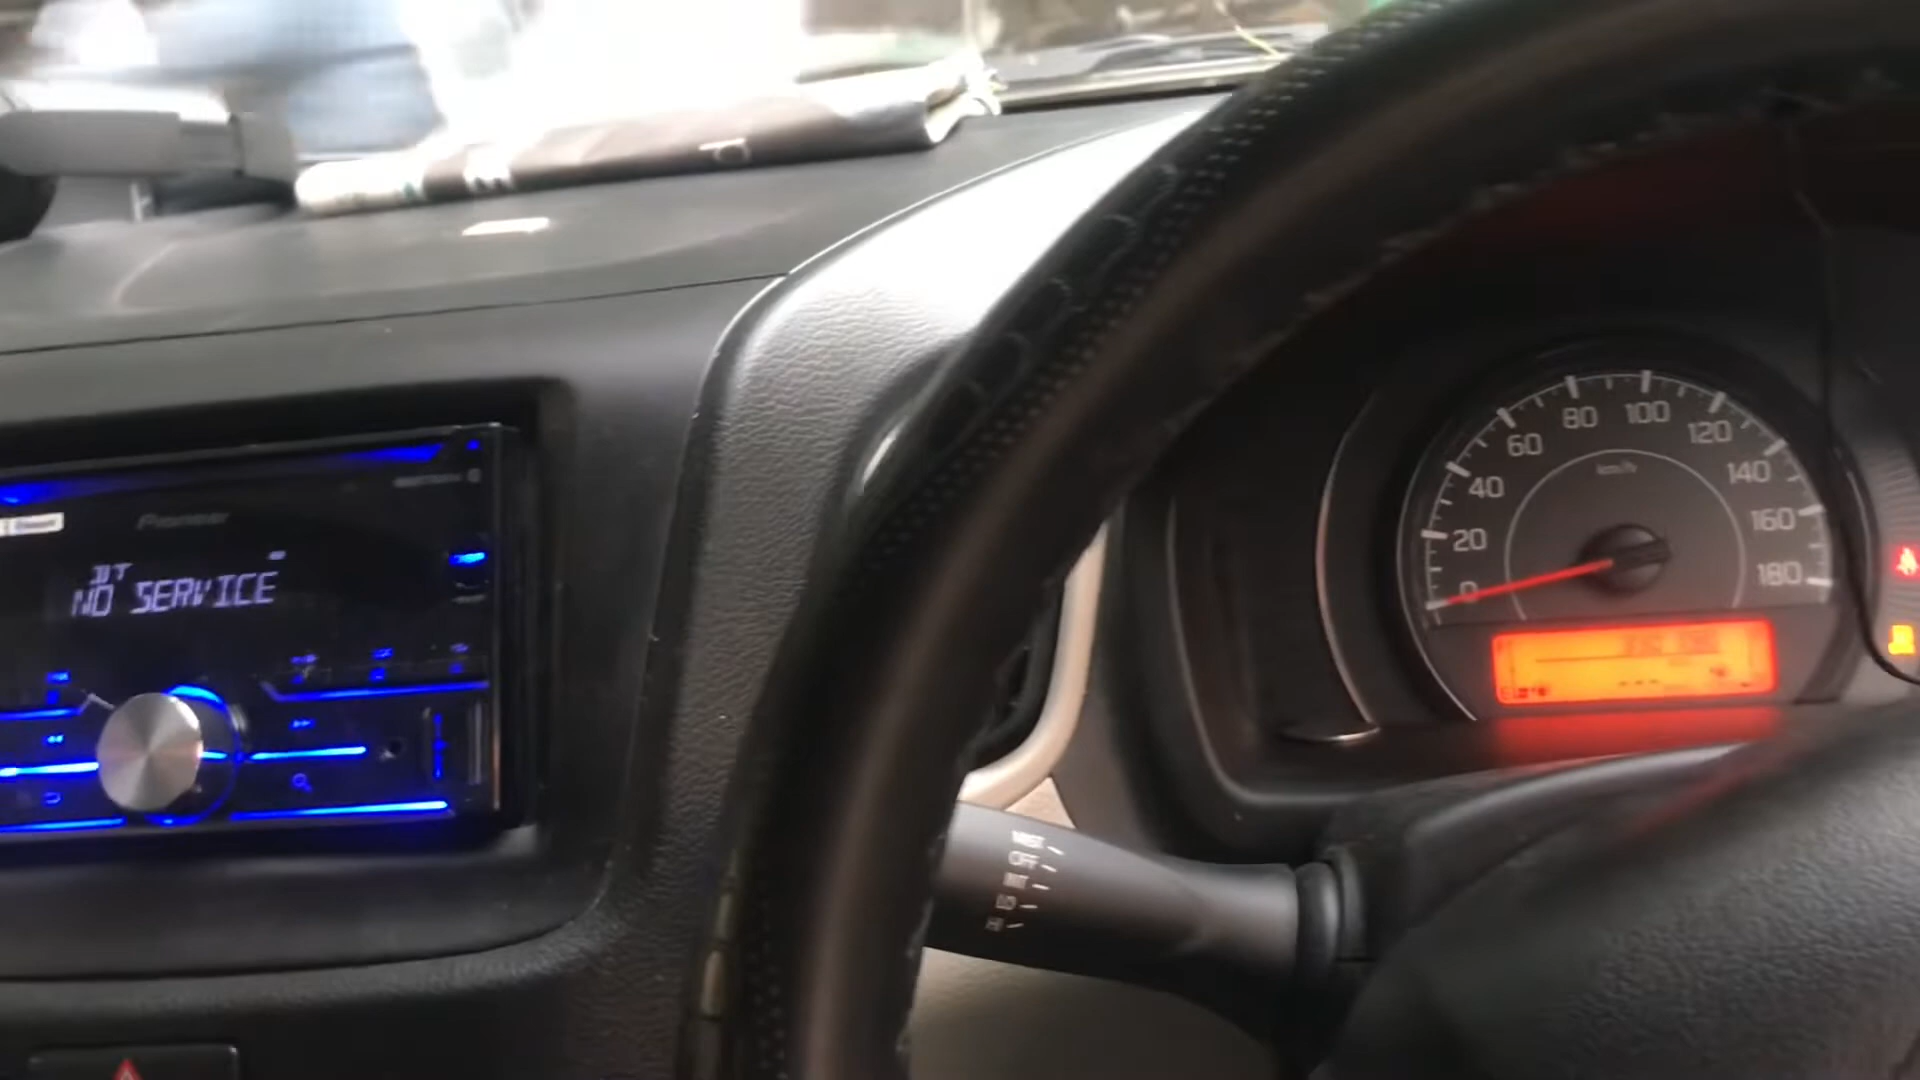 Pioneer
BT
NO SERVICE
0
20
40
60
80
100
120
140
160
180
km/h
MIST
OFF
INT
LO
HI